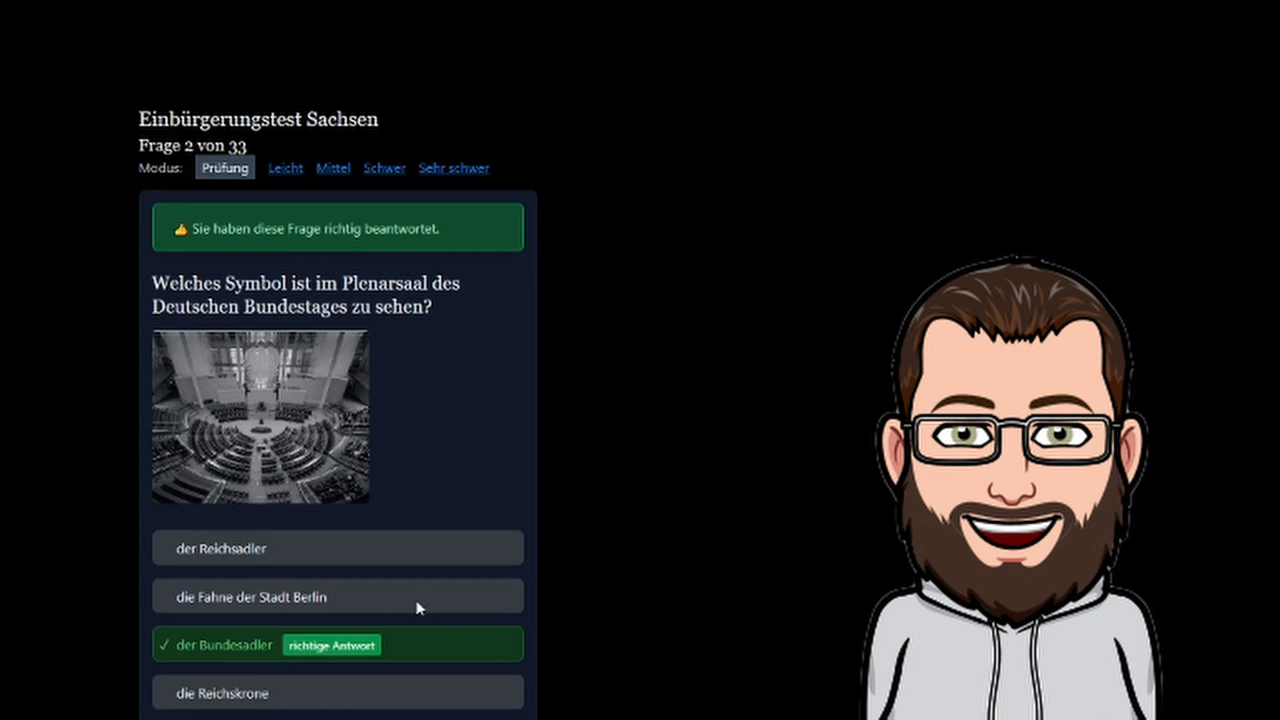 Einbürgerungstest Sachsen
Frage 2 von 33
Modus: Prüfung Leicht Mittel Schwer Sehr schwer
👍 Sie haben diese Frage richtig beantwortet.
Welches Symbol ist im Plenarsaal des
Deutschen Bundestages zu sehen?
der Reichsadler
die Fahne der Stadt Berlin
✓ der Bundesadler richtige Antwort
die Reichskrone